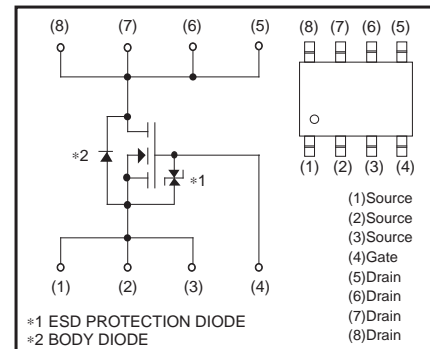 (8) (7) (6) (5)
(8) (7) (6) (5)
∗2
∗1
(1) (2) (3) (4)
(1) (2) (3) (4)
(1)Source
(2)Source
(3)Source
(4)Gate
(5)Drain
(6)Drain
(7)Drain
(8)Drain
∗1 ESD PROTECTION DIODE
∗2 BODY DIODE